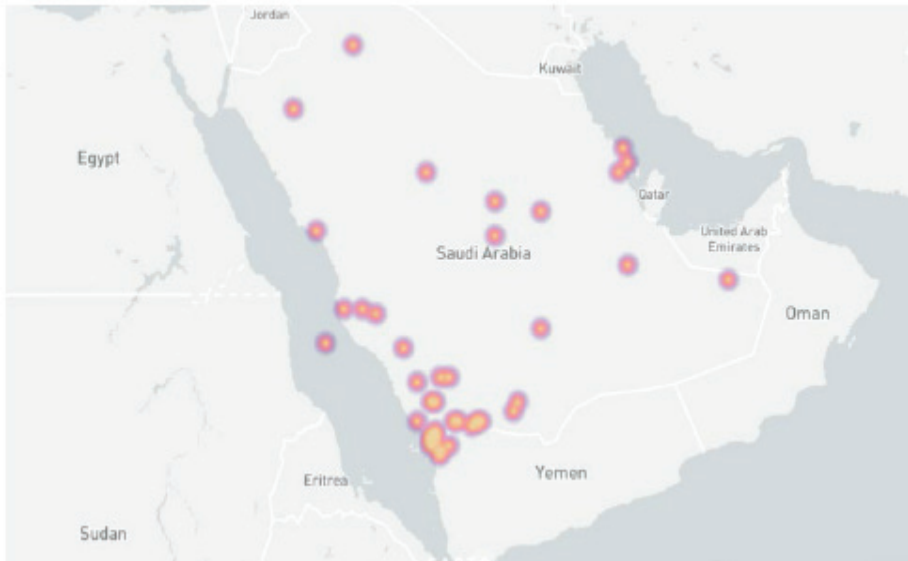 Jordan
Kuwait
Egypt
Qatar
United Arab
Emirates
Saudi Arabia
Oman
Yemen
Eritrea
Sudan